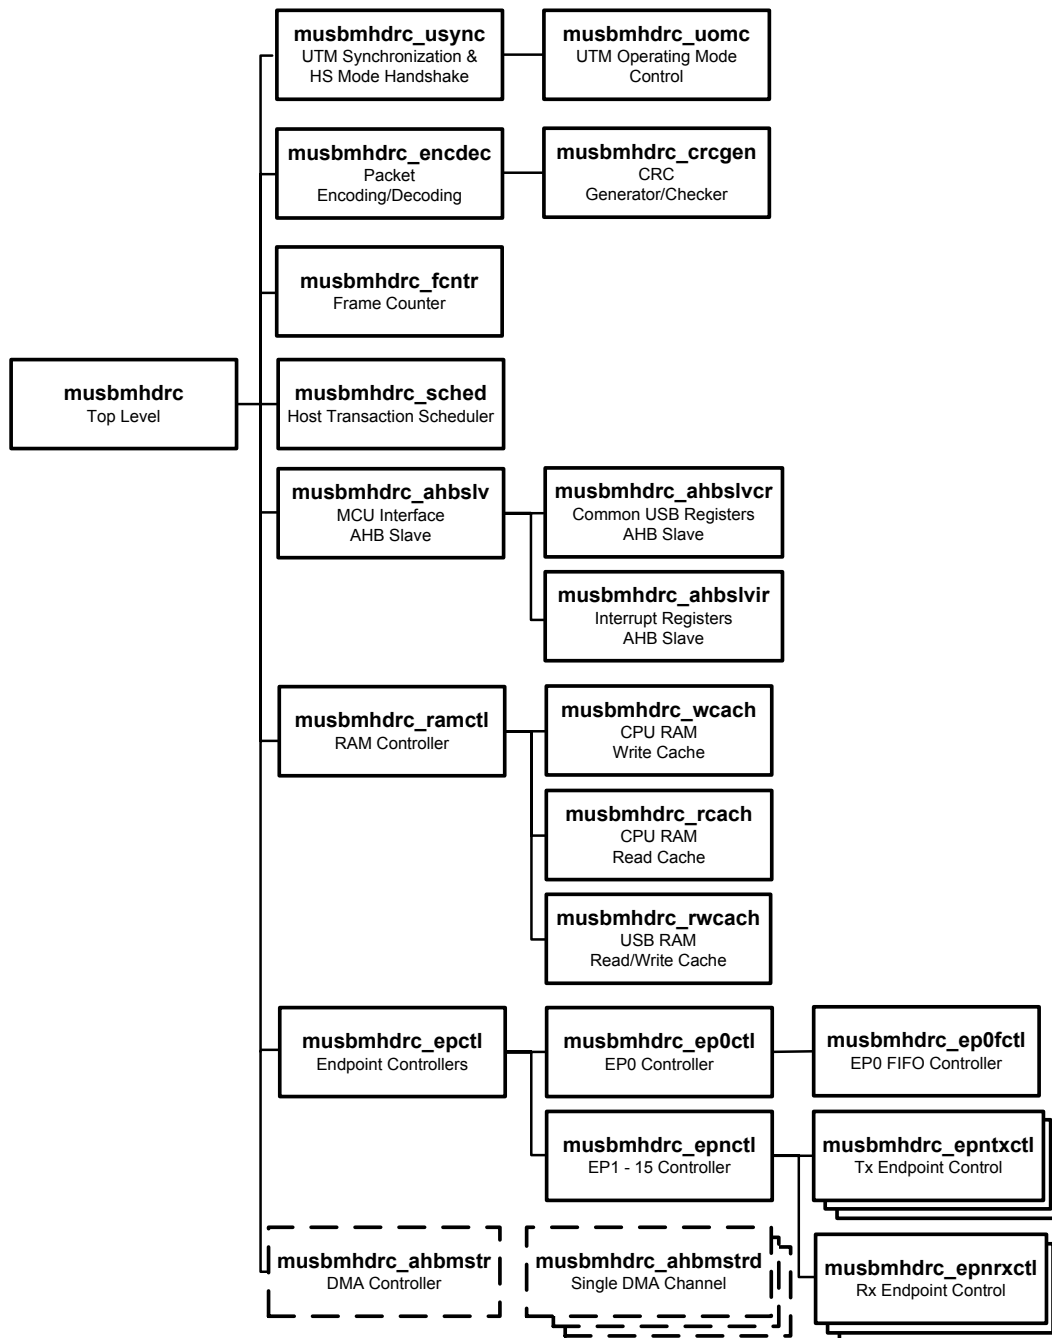 musbmhdrc_usync
UTM Synchronization &
HS Mode Handshake
musbmhdrc_uomc
UTM Operating Mode
Control
musbmhdrc_encdec
Packet
Encoding/Decoding
musbmhdrc_crcgen
CRC
Generator/Checker
musbmhdrc_fcntr
Frame Counter
musbmhdrc
Top Level
musbmhdrc_sched
Host Transaction Scheduler
musbmhdrc_ahbslv
MCU Interface
AHB Slave
musbmhdrc_ahbslvcr
Common USB Registers
AHB Slave
musbmhdrc_ahbslvir
Interrupt Registers
AHB Slave
musbmhdrc_ramctl
RAM Controller
musbmhdrc_wcach
CPU RAM
Write Cache
musbmhdrc_rcach
CPU RAM
Read Cache
musbmhdrc_rwcach
USB RAM
Read/Write Cache
musbmhdrc_epctl
Endpoint Controllers
musbmhdrc_ep0ctl
EP0 Controller
musbmhdrc_ep0fctl
EP0 FIFO Controller
musbmhdrc_epnctl
EP1 - 15 Controller
musbmhdrc_epntxctl
Tx Endpoint Control
musbmhdrc_ahbmstr
DMA Controller
musbmhdrc_ahbmstrd
Single DMA Channel
musbmhdrc_epnrxctl
Rx Endpoint Control